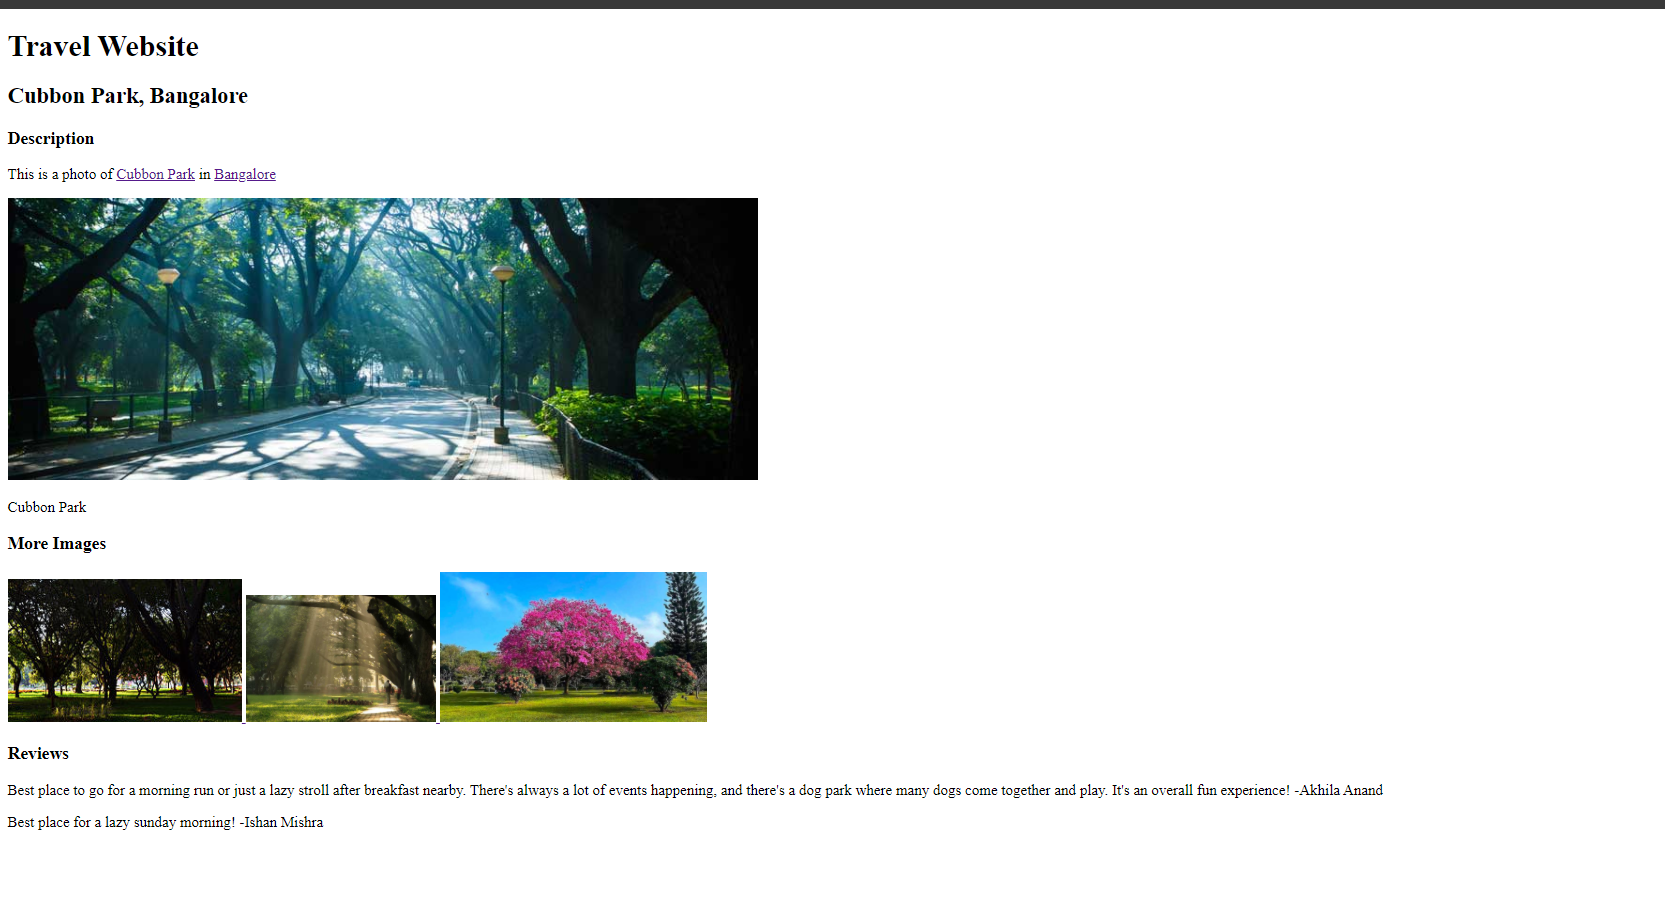 Travel Website
Cubbon Park, Bangalore
Description
This is a photo of Cubbon Park in Bangalore
Cubbon Park
More Images
Reviews
Best place to go for a morning run or just a lazy stroll after breakfast nearby. There's always a lot of events happening, and there's a dog park where many dogs come together and play. It's an overall fun experience! -Akhila Anand
Best place for a lazy sunday morning! -Ishan Mishra